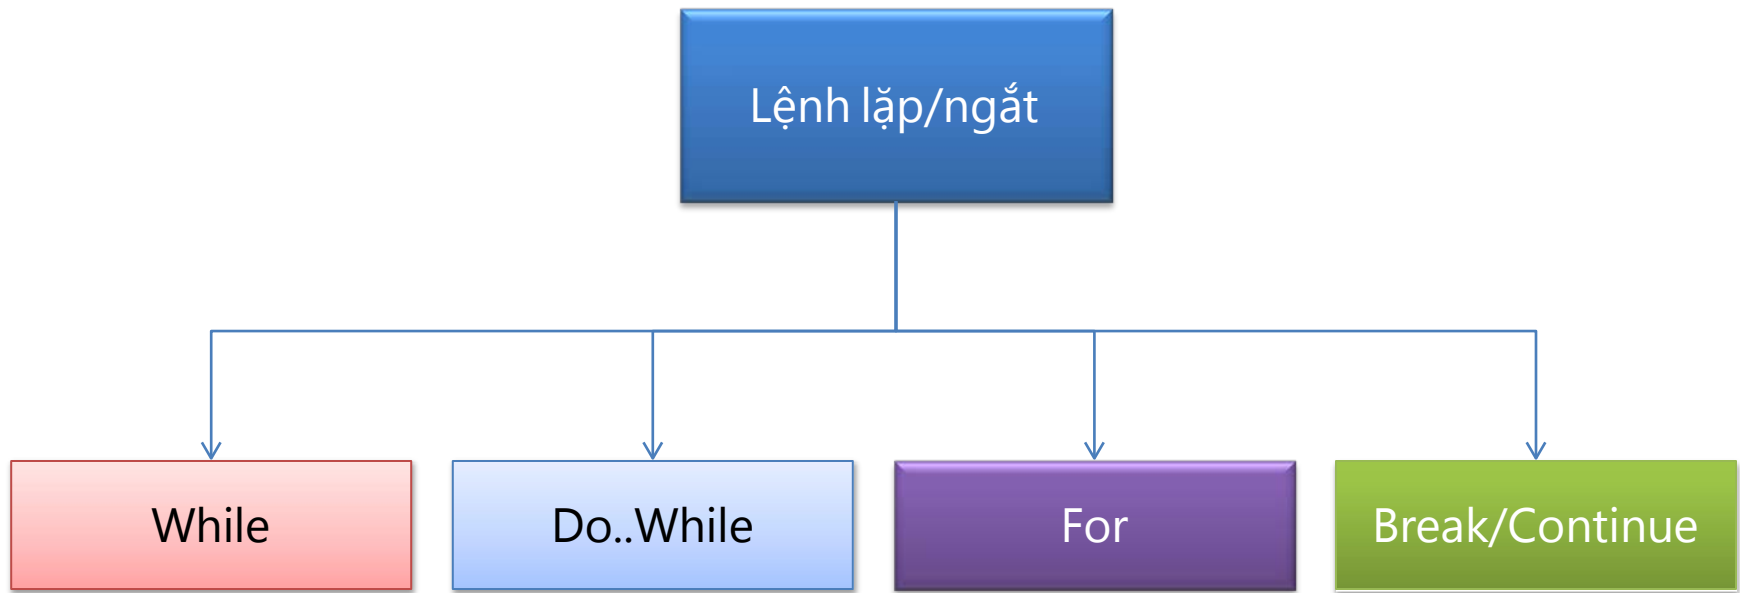 Lệnh lặp/ngắt
While
Do..While
For
Break/Continue